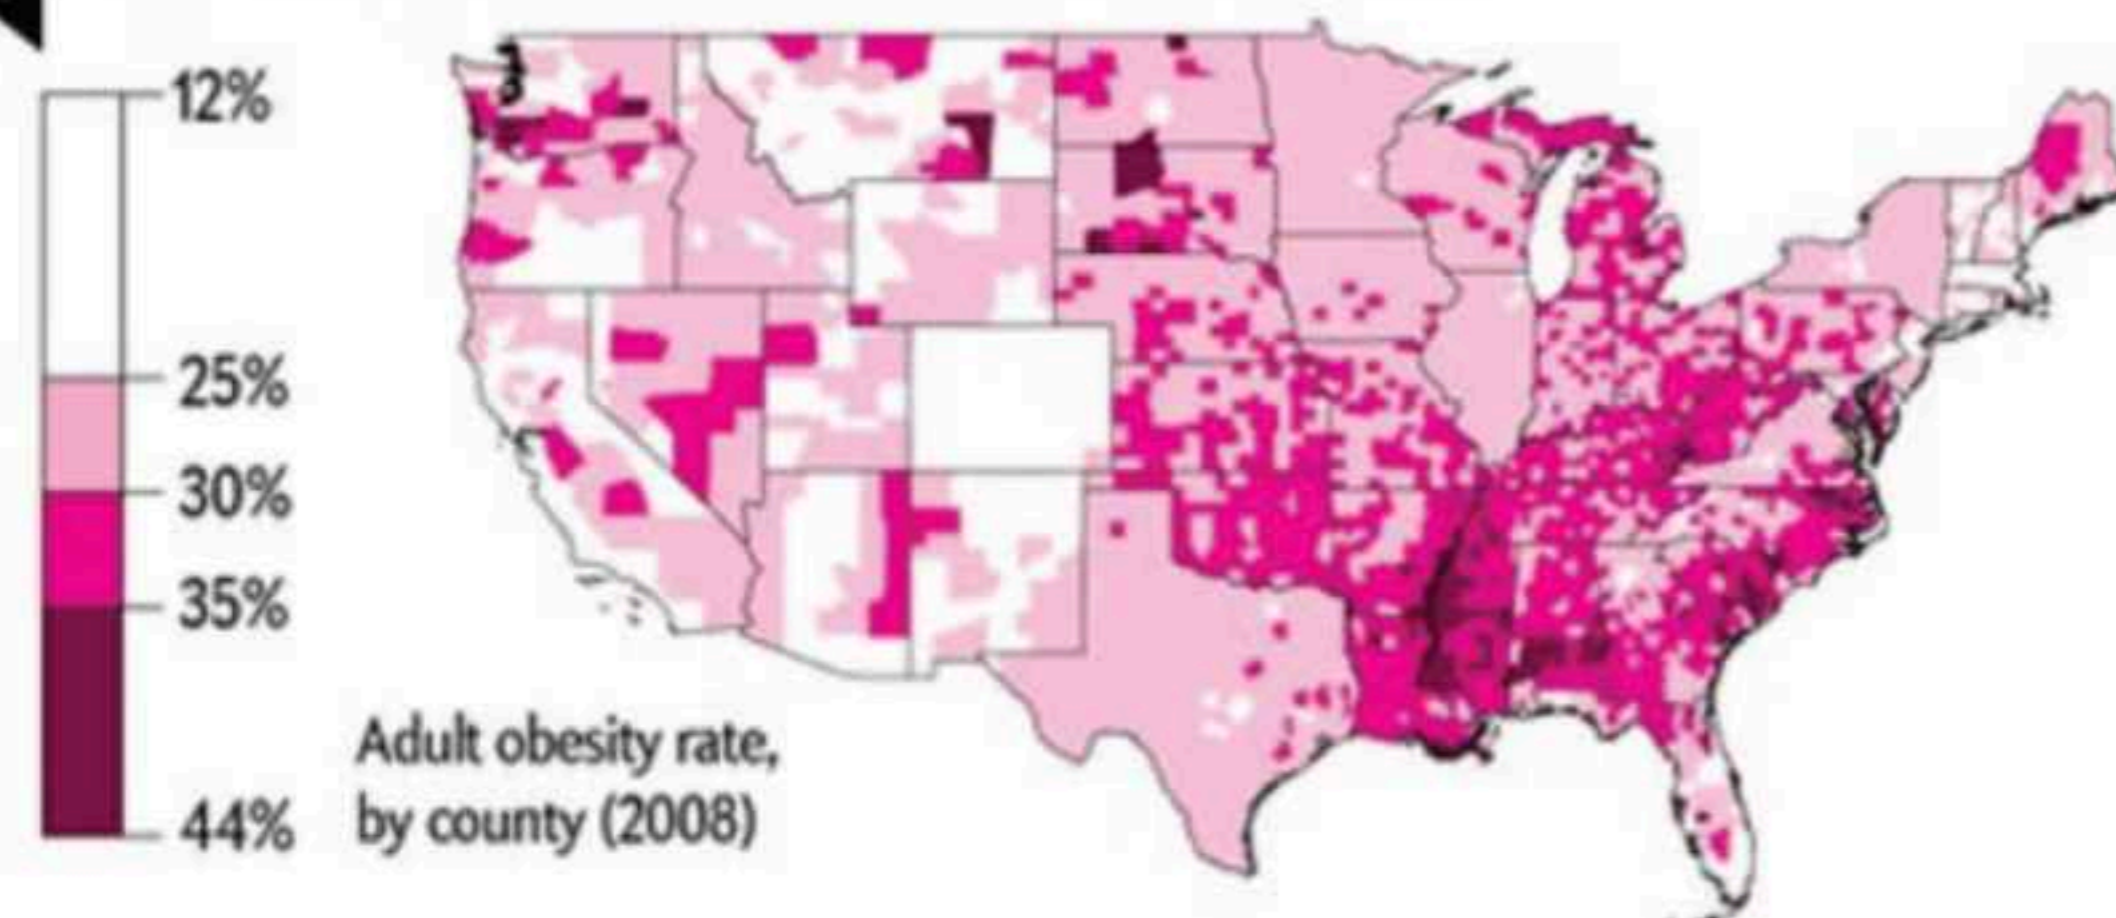 12%
25%
30%
35%
44%
Adult obesity rate,
by county (2008)